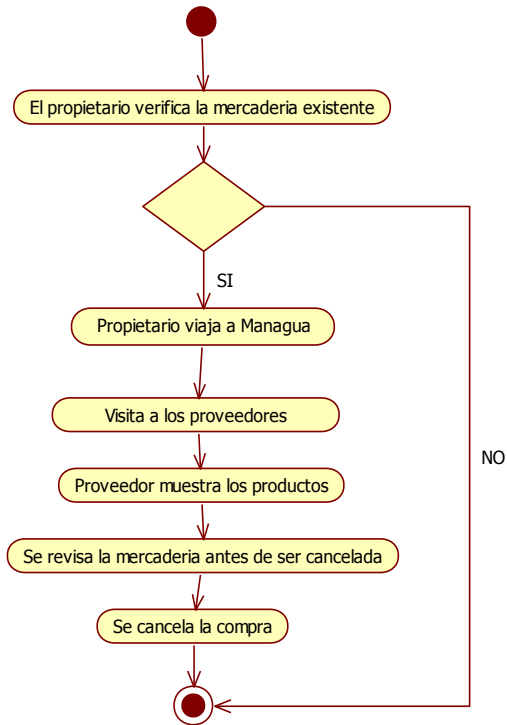 El propietario verifica la mercaderia existente
SI
Propietario viaja a Managua
Visita a los proveedores
NO
Proveedor muestra los productos
Se revisa la mercaderia antes de ser cancelada
Se cancela la compra